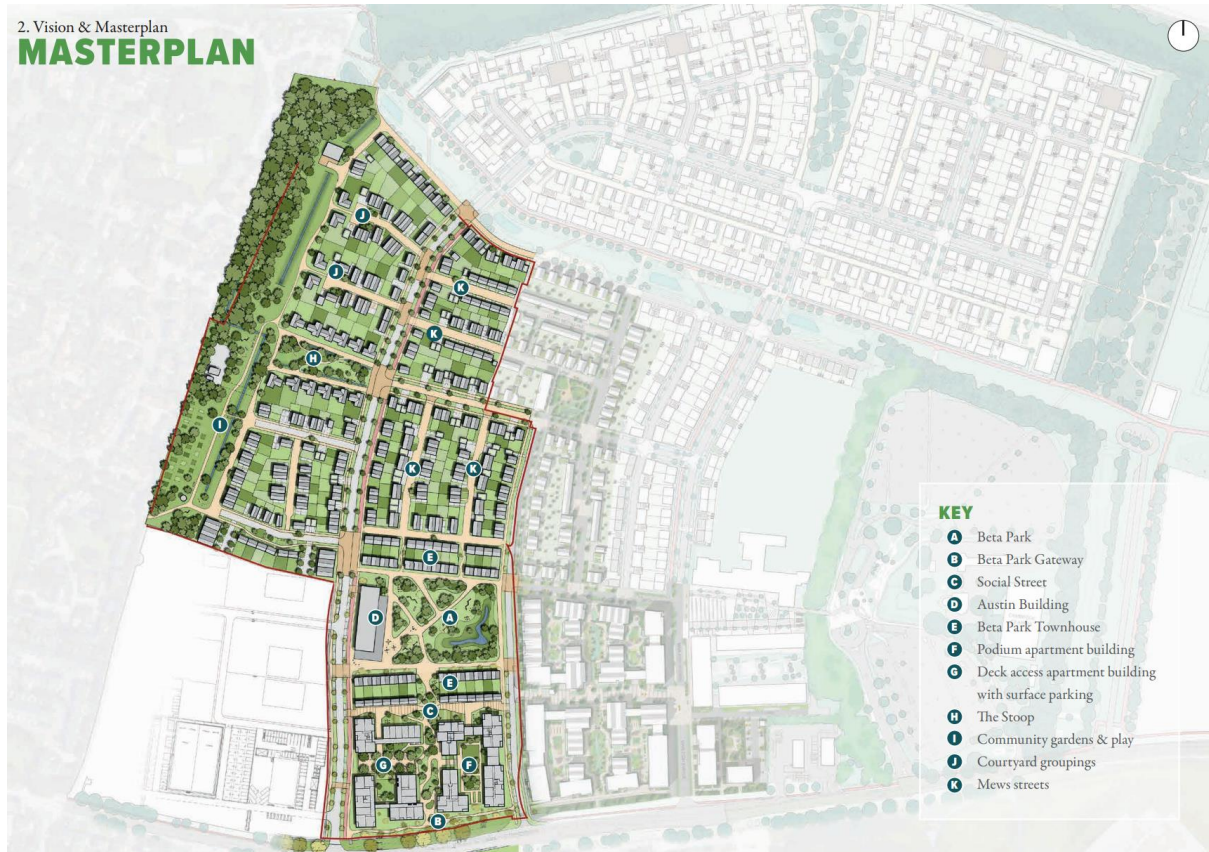 2. Vision & Masterplan
MASTERPLAN
J
J
K
K
H
I
K
K
E
D
A
E
C
G
F
B
KEY
A Beta Park
B Beta Park Gateway
C Social Street
D Austin Building
E Beta Park Townhouse
F Podium apartment building
G Deck access apartment building
with surface parking
H The Stoop
I Community gardens & play
J Courtyard groupings
K Mews streets